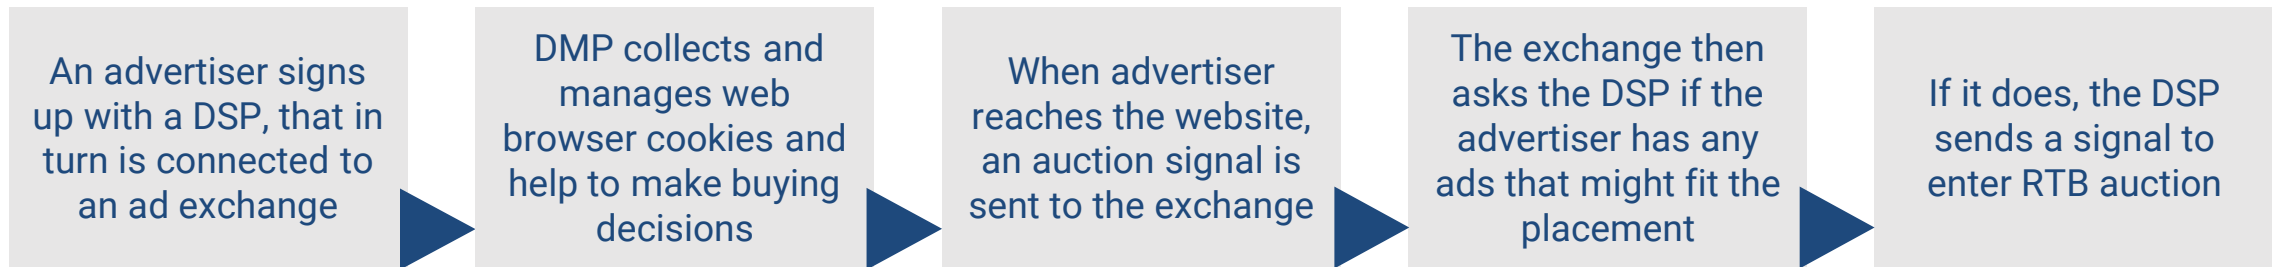 An advertiser signs
up with a DSP, that in
turn is connected to
an ad exchange
DMP collects and
manages web
browser cookies and
help to make buying
decisions
When advertiser
reaches the website,
an auction signal is
sent to the exchange
The exchange then
asks the DSP if the
advertiser has any
ads that might fit the
placement
If it does, the DSP
sends a signal to
enter RTB auction